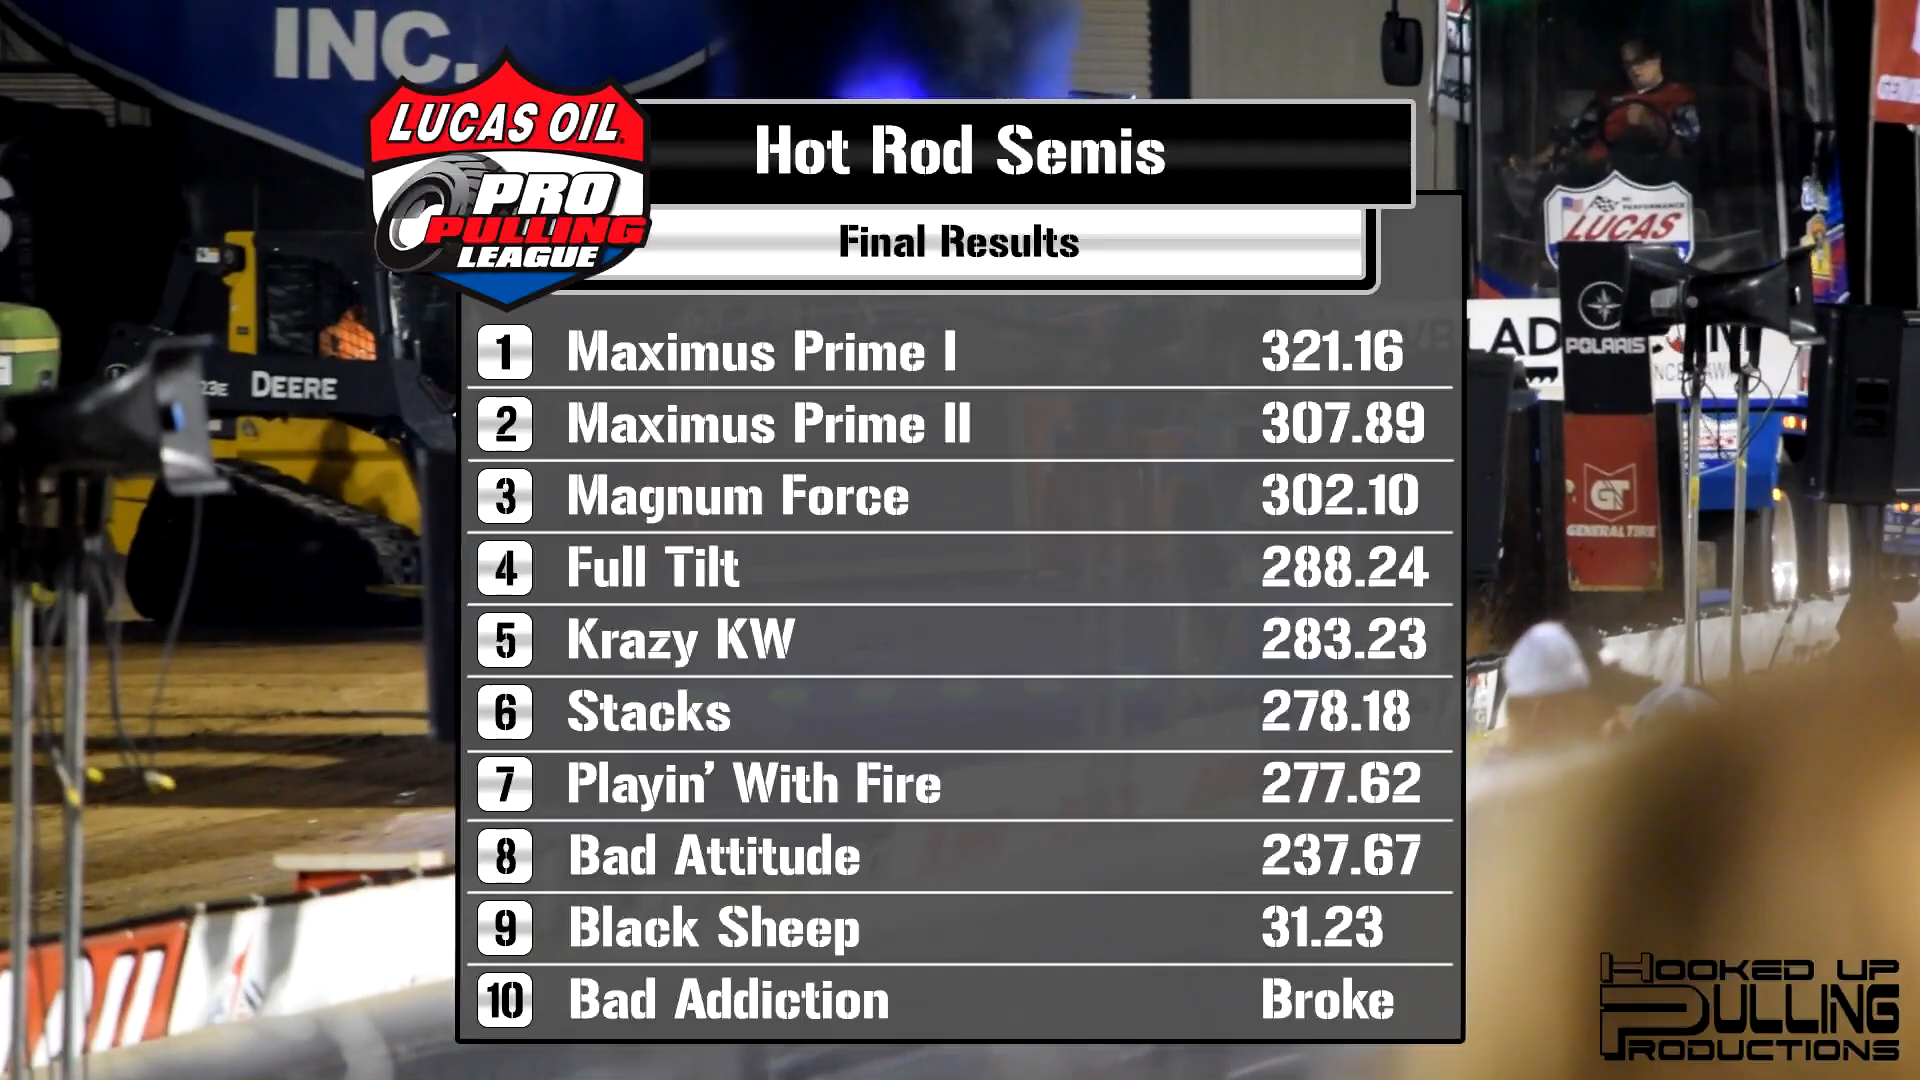 INC.
LUCAS OIL
PRO
PULLING
LEAGUE
Hot Rod Semis
Final Results
1 Maximus Prime I 321.16
2 Maximus Prime II 307.89
3 Magnum Force 302.10
4 Full Tilt 288.24
5 Krazy KW 283.23
6 Stacks 278.18
7 Playin' With Fire 277.62
8 Bad Attitude 237.67
9 Black Sheep 31.23
10 Bad Addiction Broke
DEERE
PERFORMANCE
LUCAS
POLARIS
GT
GENERAL TIRE
HOOKED UP
PULLING
PRODUCTIONS